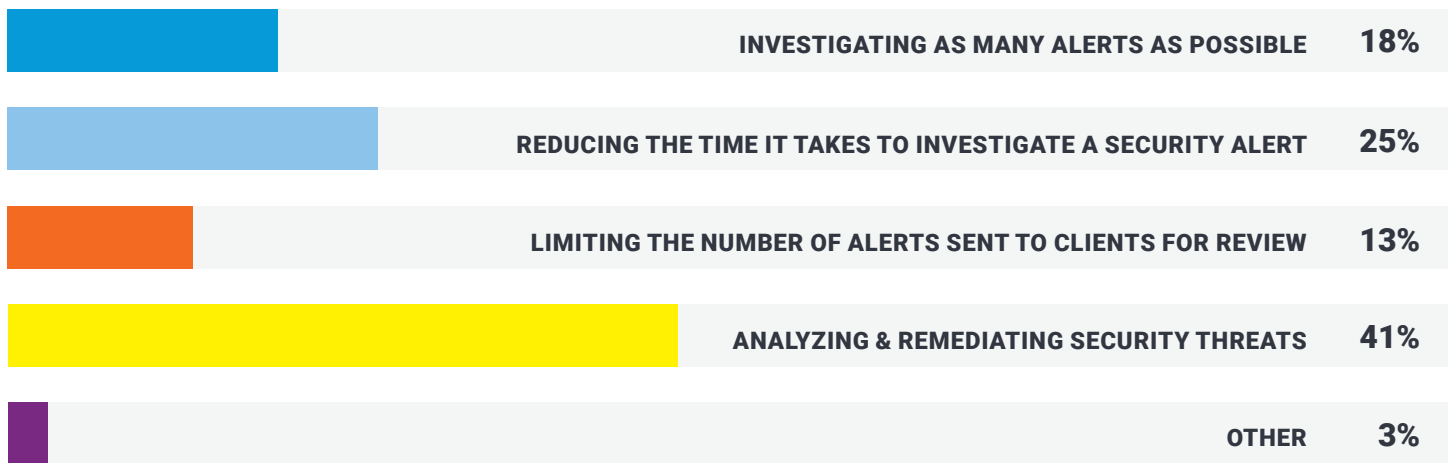 INVESTIGATING AS MANY ALERTS AS POSSIBLE 18%
REDUCING THE TIME IT TAKES TO INVESTIGATE A SECURITY ALERT 25%
LIMITING THE NUMBER OF ALERTS SENT TO CLIENTS FOR REVIEW 13%
ANALYZING & REMEDIATING SECURITY THREATS 41%
OTHER 3%